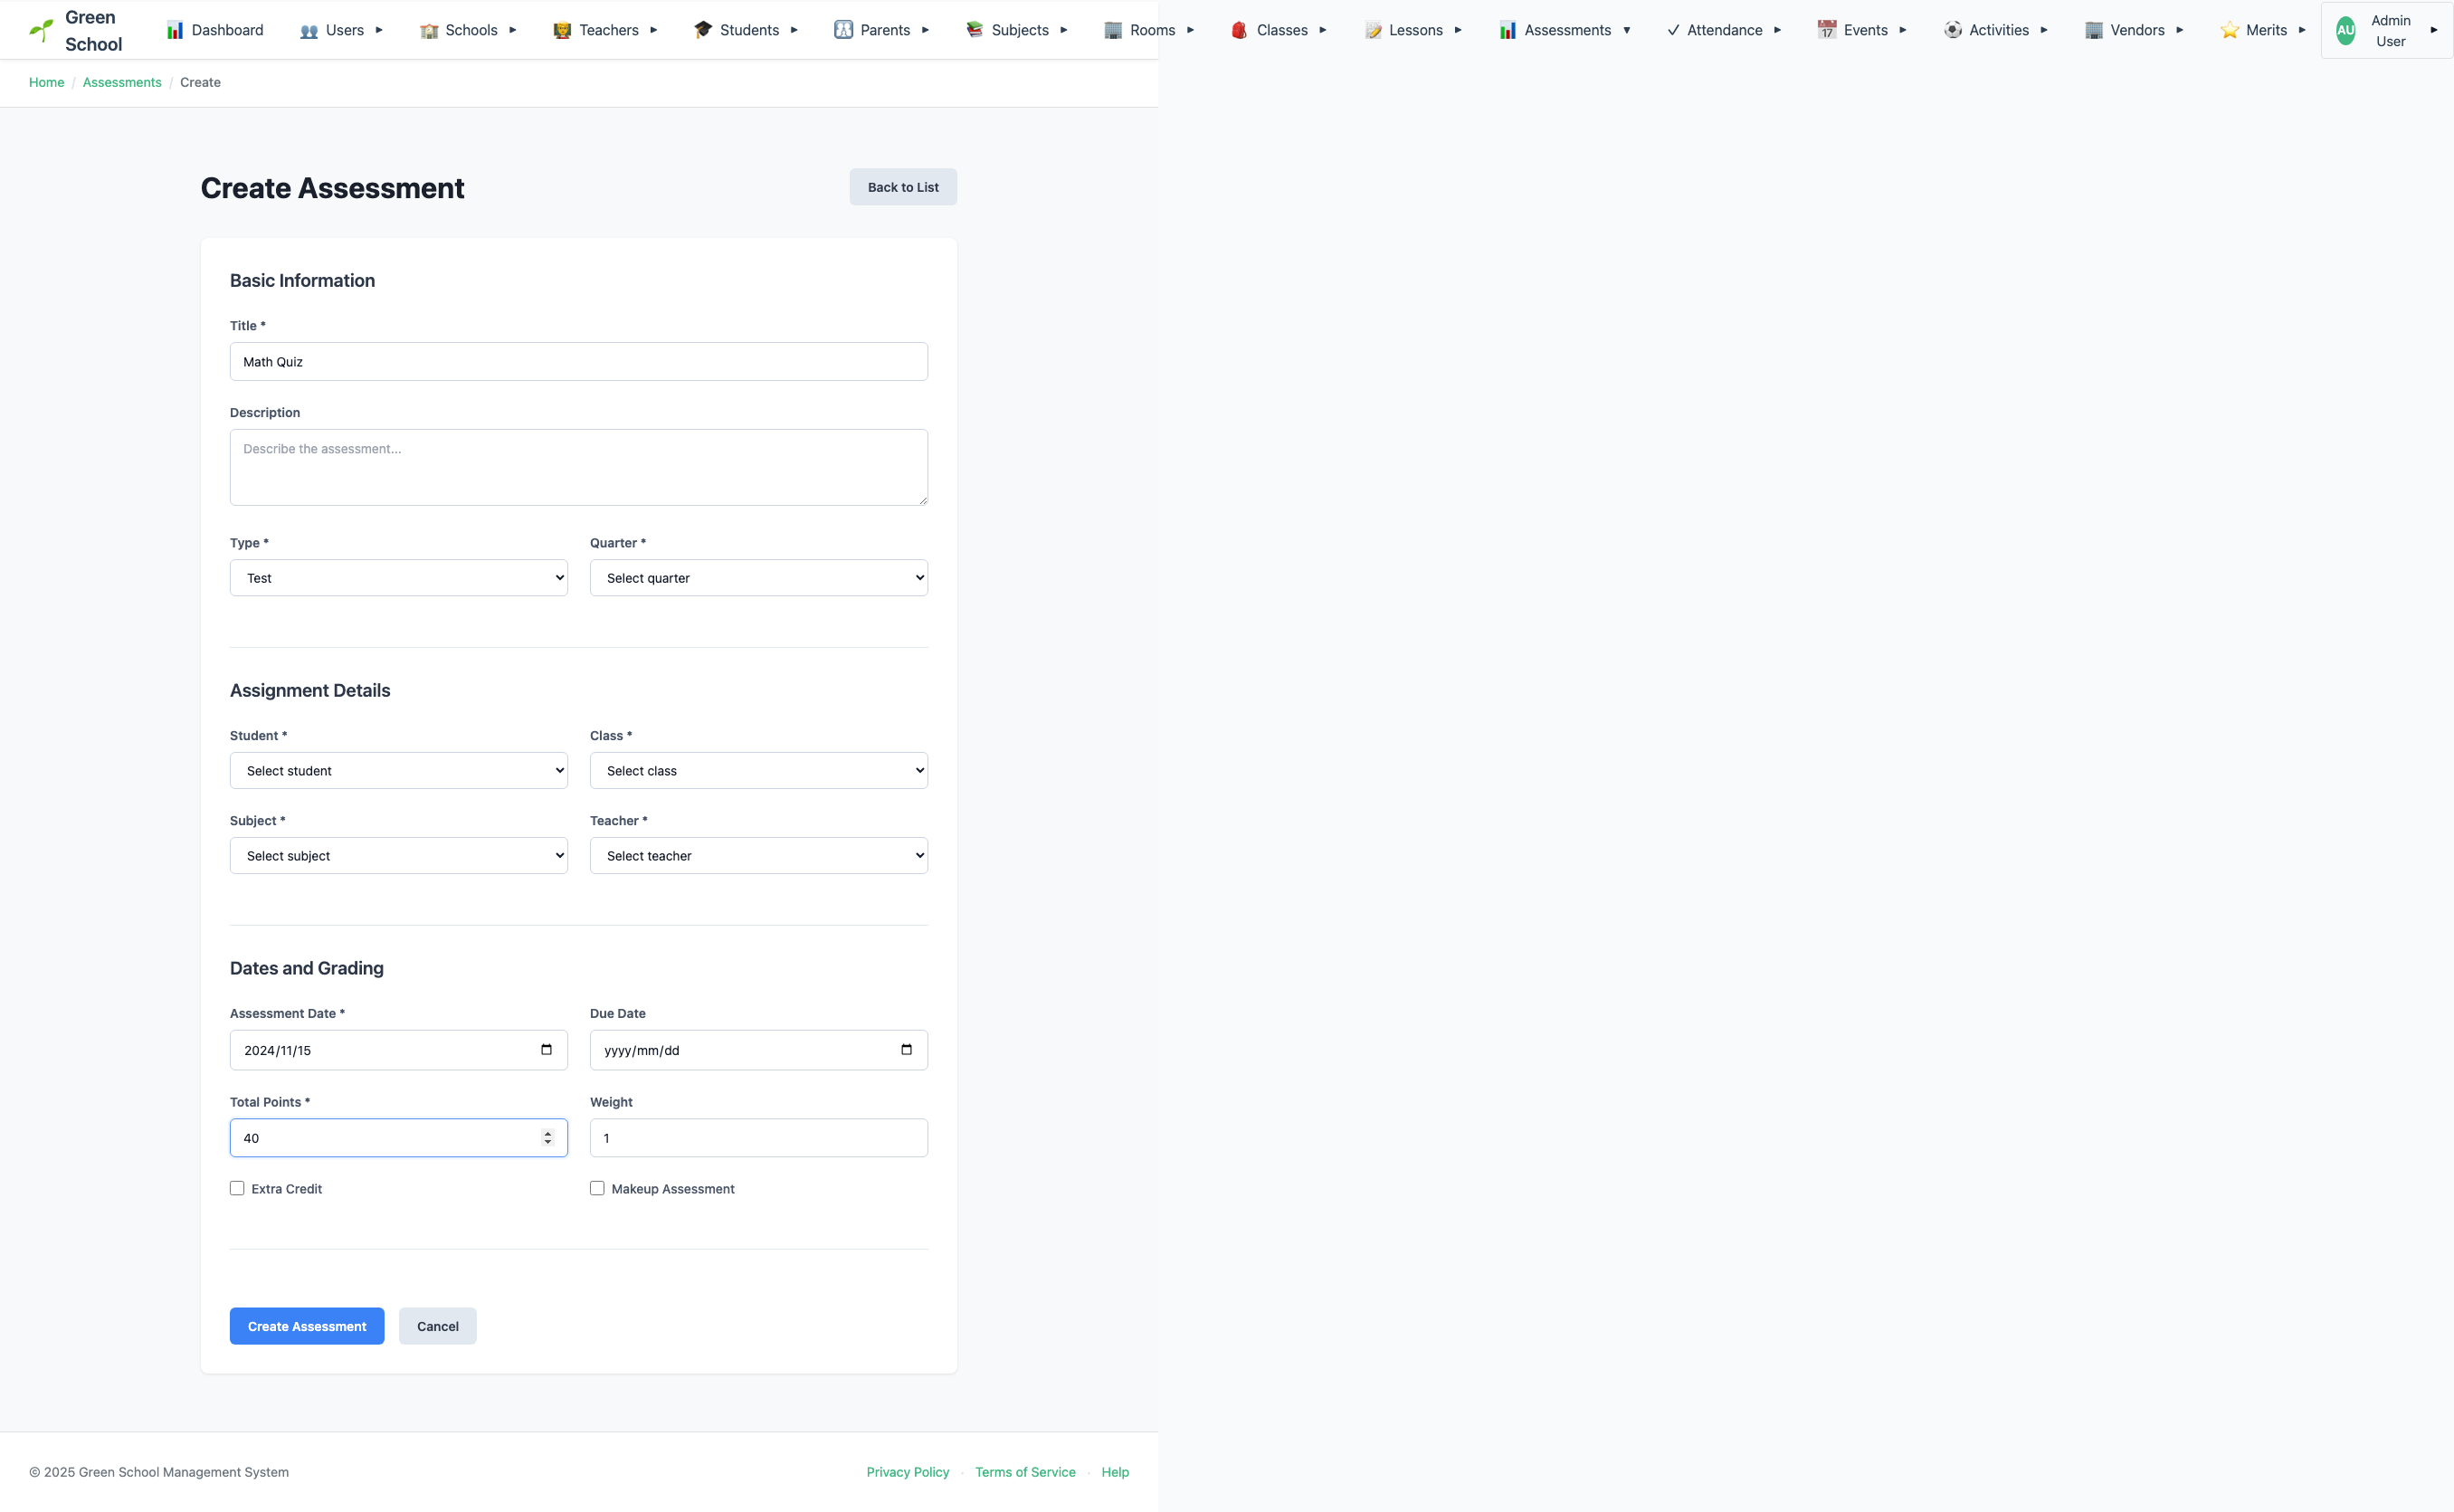 Green School
Dashboard
Users
Schools
Teachers
Students
Parents
Subjects
Rooms
Classes
Lessons
Assessments
Attendance
Events
Activities
Vendors
Merits
AU
Admin User
Home / Assessments / Create
Create Assessment
Back to List
Basic Information
Title *
Math Quiz
Description
Describe the assessment...
Type *
Quarter *
Test
Select quarter
Assignment Details
Student *
Class *
Select student
Select class
Subject *
Teacher *
Select subject
Select teacher
Dates and Grading
Assessment Date *
Due Date
2024/11/15
yyyy/mm/dd
Total Points *
Weight
40
1
Extra Credit
Makeup Assessment
Create Assessment
Cancel
© 2025 Green School Management System
Privacy Policy · Terms of Service · Help